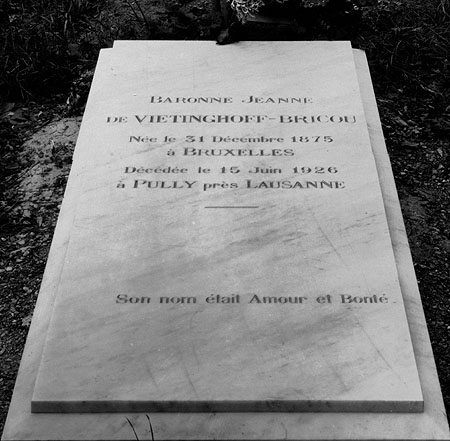 BARONNE JEANNE
DE VIETINGHOFF-BRICOU
Née le 31 Décembre 1875
à BRUXELLES
Décédée le 15 Juin 1926
à PULLY près LAUSANNE
Son nom était Amour et Bonté